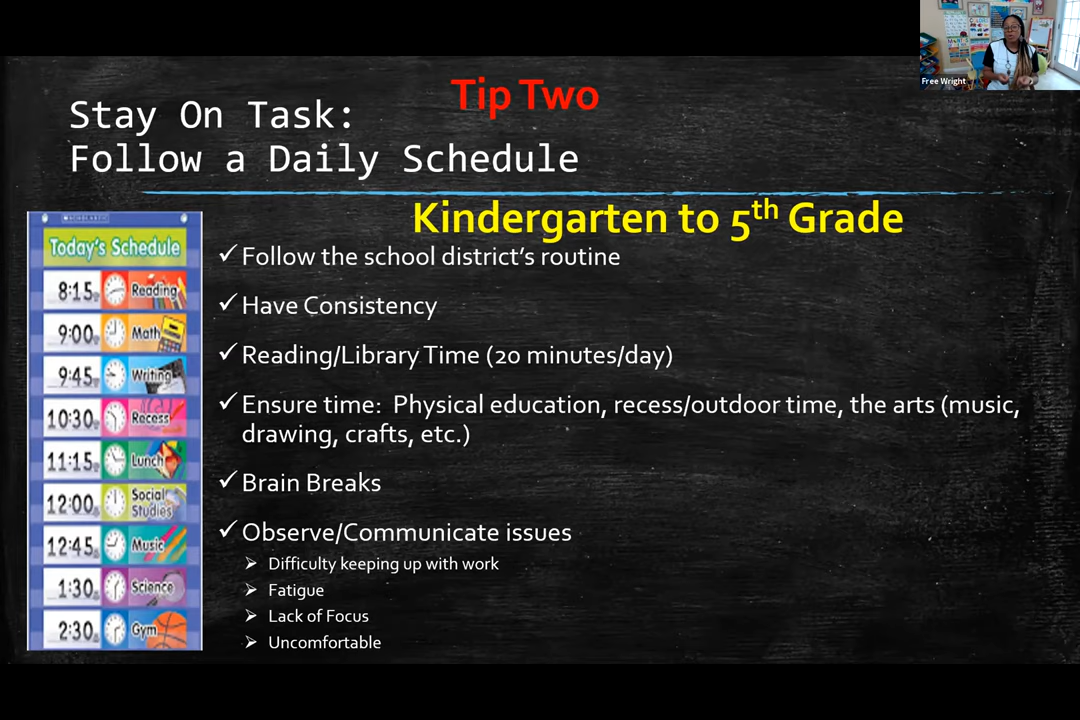 Free Wright
Tip Two
Stay On Task:
Follow a Daily Schedule
Kindergarten to 5th Grade
SCHOLASTIC
Today's Schedule
8:15 Reading
9:00 Math
9:45 Writing
10:30 Recess
11:15 Lunch
12:00 Social
Studies
12:45 Music
1:30 Science
2:30 Gym
✓ Follow the school district's routine
✓ Have Consistency
✓ Reading/Library Time (20 minutes/day)
✓ Ensure time: Physical education, recess/outdoor time, the arts (music,
drawing, crafts, etc.)
✓ Brain Breaks
✓ Observe/Communicate issues
➢ Difficulty keeping up with work
➢ Fatigue
➢ Lack of Focus
➢ Uncomfortable